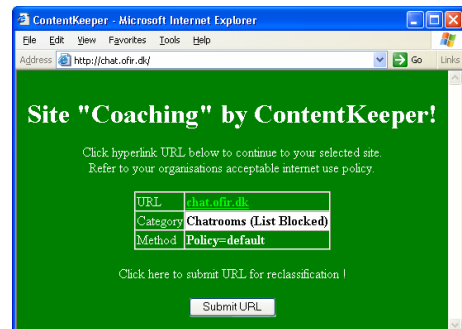 ContentKeeper - Microsoft Internet Explorer
File Edit View Favorites Tools Help
Address http://chat.ofir.dk/ Go Links
Site "Coaching" by ContentKeeper!
Click hyperlink URL below to continue to your selected site.
Refer to your organisations acceptable internet use policy.
URL chat.ofir.dk
Category Chatrooms (List Blocked)
Method Policy=default
Click here to submit URL for reclassification !
Submit URL